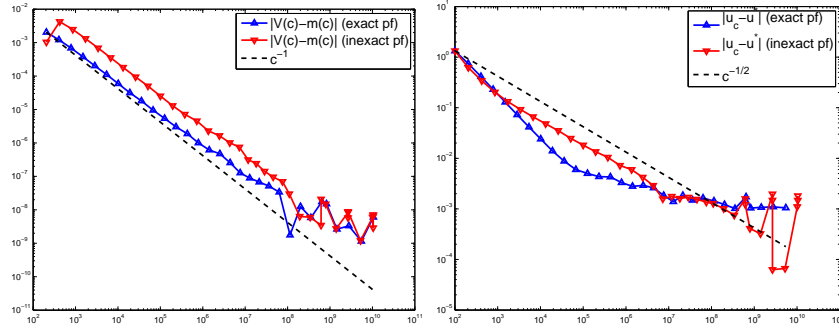 |V(c)−m(c)| (exact pf)
|V(c)−m(c)| (inexact pf)
c^{−1}
10^{−2}
10^{−3}
10^{−4}
10^{−5}
10^{−6}
10^{−7}
10^{−8}
10^{−9}
10^{−10}
10^{−11}
10^2 10^3 10^4 10^5 10^6 10^7 10^8 10^9 10^{10} 10^{11}
|u_c−u^*| (exact pf)
|u_c−u^*| (inexact pf)
c^{−1/2}
10^2
10^1
10^0
10^{−1}
10^{−2}
10^{−3}
10^{−4}
10^{−5}
10^2 10^3 10^4 10^5 10^6 10^7 10^8 10^9 10^{10} 10^{11}